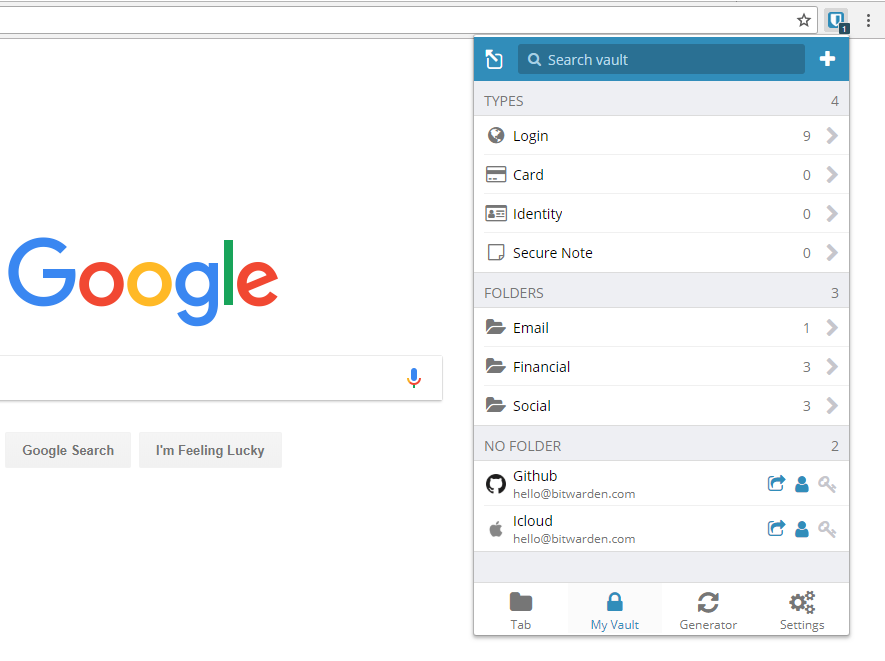 1
Search vault
TYPES 4
Login 9
Card 0
Identity 0
Secure Note 0
FOLDERS 3
Email 1
Financial 3
Social 3
NO FOLDER 2
Github
hello@bitwarden.com
Icloud
hello@bitwarden.com
Tab My Vault Generator Settings
Google
Google Search I'm Feeling Lucky